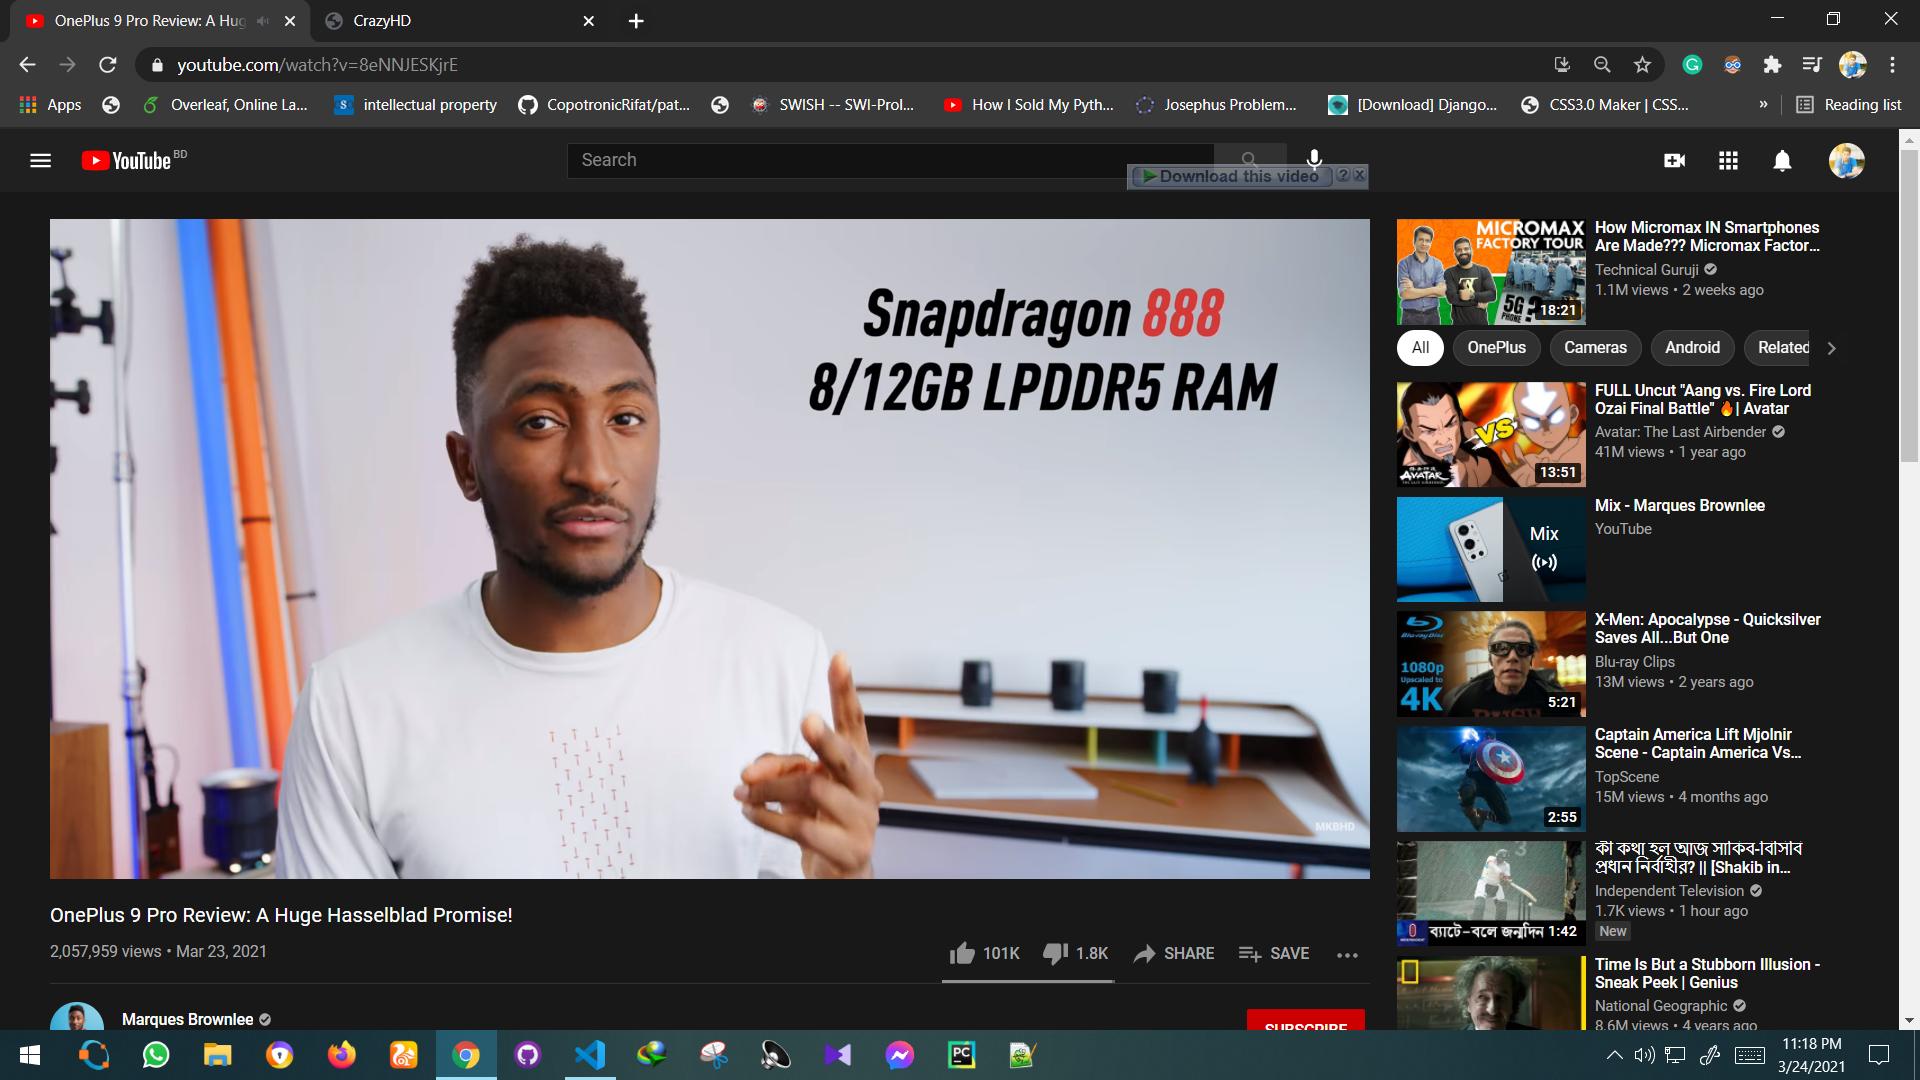 OnePlus 9 Pro Review: A Hug
CrazyHD
youtube.com/watch?v=8eNNJESKjrE
Apps
Overleaf, Online La...
intellectual property
CopotronicRifat/pat...
SWISH -- SWI-Prol...
How I Sold My Pyth...
Josephus Problem...
[Download] Django...
CSS3.0 Maker | CSS...
»
Reading list
YouTube BD
Search
Download this video
Snapdragon 888
8/12GB LPDDR5 RAM
MKBHD
OnePlus 9 Pro Review: A Huge Hasselblad Promise!
2,057,959 views • Mar 23, 2021
101K
1.8K
SHARE
SAVE
Marques Brownlee
SUBSCRIBE
MICROMAX
FACTORY TOUR
5G ?
PHONE
18:21
How Micromax IN Smartphones
Are Made??? Micromax Factor...
Technical Guruji
1.1M views • 2 weeks ago
All
OnePlus
Cameras
Android
Related
VS
AVATAR
13:51
FULL Uncut "Aang vs. Fire Lord
Ozai Final Battle" 🔥| Avatar
Avatar: The Last Airbender
41M views • 1 year ago
Mix
Mix - Marques Brownlee
YouTube
Blu-ray Disc
1080p
Upscaled to
4K
5:21
X-Men: Apocalypse - Quicksilver
Saves All...But One
Blu-ray Clips
13M views • 2 years ago
2:55
Captain America Lift Mjolnir
Scene - Captain America Vs...
TopScene
15M views • 4 months ago
ব্যাটে-বলে জন্মদিন
1:42
কী কথা হল আজ সাকিব-বিসিবি
প্রধান নির্বাহীর? || [Shakib in...
Independent Television
1.7K views • 1 hour ago
New
Time Is But a Stubborn Illusion -
Sneak Peek | Genius
National Geographic
8.6M views • 4 years ago
PC
11:18 PM
3/24/2021